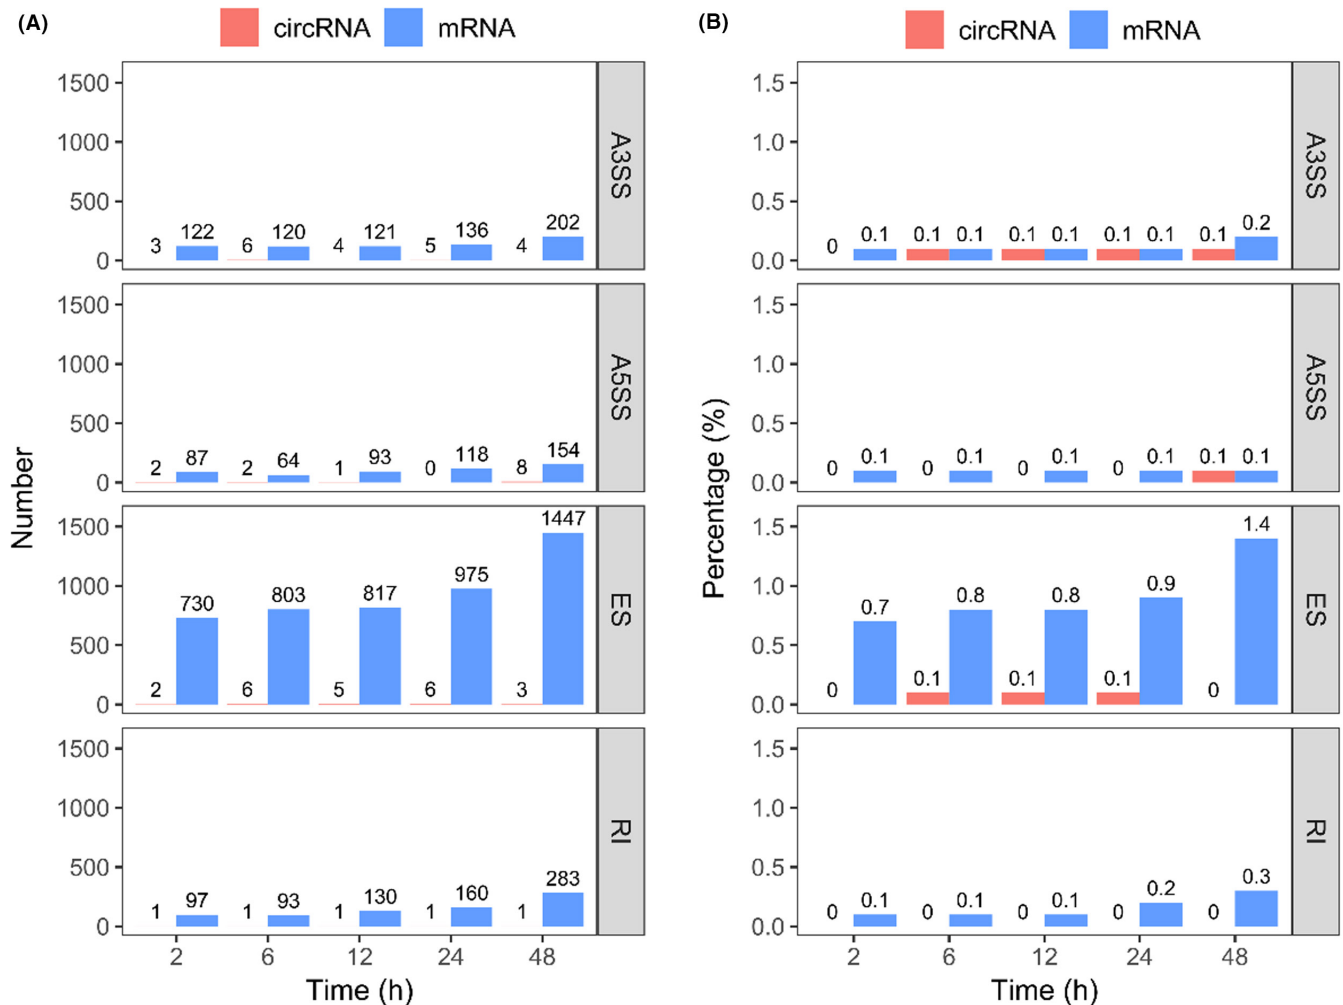 (A)
circRNA mRNA
1500
1000
500
0
3 122 6 120 4 121 5 136 4 202
A3SS
1500
1000
500
0
2 87 2 64 1 93 0 118 8 154
A5SS
1500
1000
500
0
2 730 6 803 5 817 6 975 3 1447
ES
1500
1000
500
0
1 97 1 93 1 130 1 160 1 283
RI
2 6 12 24 48
Time (h)
Number
(B)
circRNA mRNA
1.5
1.0
0.5
0.0
0 0.1 0.1 0.1 0.1 0.1 0.1 0.1 0.1 0.2
A3SS
1.5
1.0
0.5
0.0
0 0.1 0 0.1 0 0.1 0 0.1 0.1 0.1
A5SS
1.5
1.0
0.5
0.0
0 0.7 0.1 0.8 0.1 0.8 0.1 0.9 0 1.4
ES
1.5
1.0
0.5
0.0
0 0.1 0 0.1 0 0.1 0 0.2 0 0.3
RI
2 6 12 24 48
Time (h)
Percentage (%)